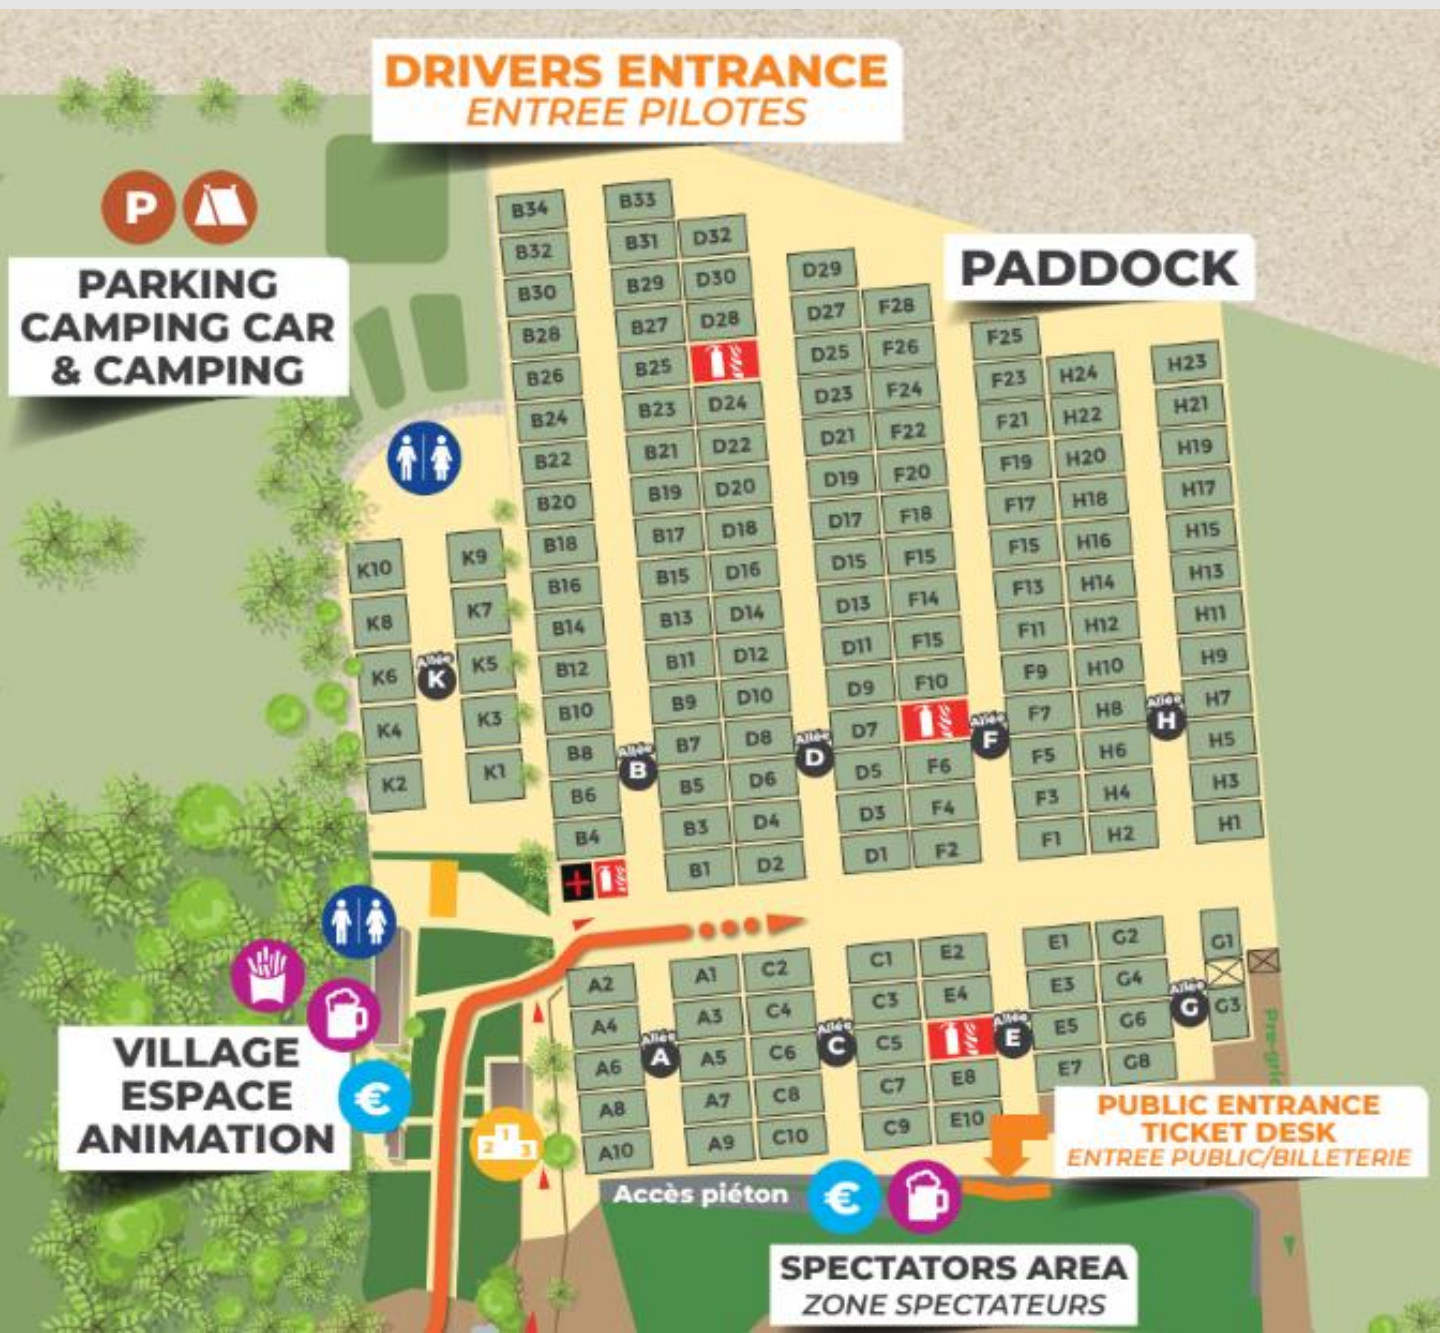 DRIVERS ENTRANCE
ENTREE PILOTES
P
PARKING
CAMPING CAR
& CAMPING
PADDOCK
B34
B32
B30
B28
B26
B24
B22
B20
B18
B16
B14
B12
B10
B8
B6
B4
B33
B31
B29
B27
B25
B23
B21
B19
B17
B15
B13
B11
B9
B7
B5
B3
B1
D32
D30
D28
D24
D22
D20
D18
D16
D14
D12
D10
D8
D6
D4
D2
D29
D27
D25
D23
D21
D19
D17
D15
D13
D11
D9
D7
D5
D3
D1
F28
F26
F24
F22
F20
F18
F15
F14
F15
F10
F6
F4
F2
F25
F23
F21
F19
F17
F15
F13
F11
F9
F7
F5
F3
F1
H24
H22
H20
H18
H16
H14
H12
H10
H8
H6
H4
H2
H23
H21
H19
H17
H15
H13
H11
H9
H7
H5
H3
H1
K10
K8
K6
K4
K2
K9
K7
K5
K3
K1
Allée
K
Allée
B
Allée
D
Allée
F
Allée
H
A2
A4
A6
A8
A10
Allée
A
A1
A3
A5
A7
A9
C2
C4
C6
C8
C10
Allée
C
C1
C3
C5
C7
C9
E2
E4
E8
E10
Allée
E
E1
E3
E5
E7
G2
G4
G6
G8
Allée
G
G1
G3
VILLAGE
ESPACE
ANIMATION
€
2 1 3
PUBLIC ENTRANCE
TICKET DESK
ENTREE PUBLIC/BILLETERIE
Accès piéton
€
SPECTATORS AREA
ZONE SPECTATEURS